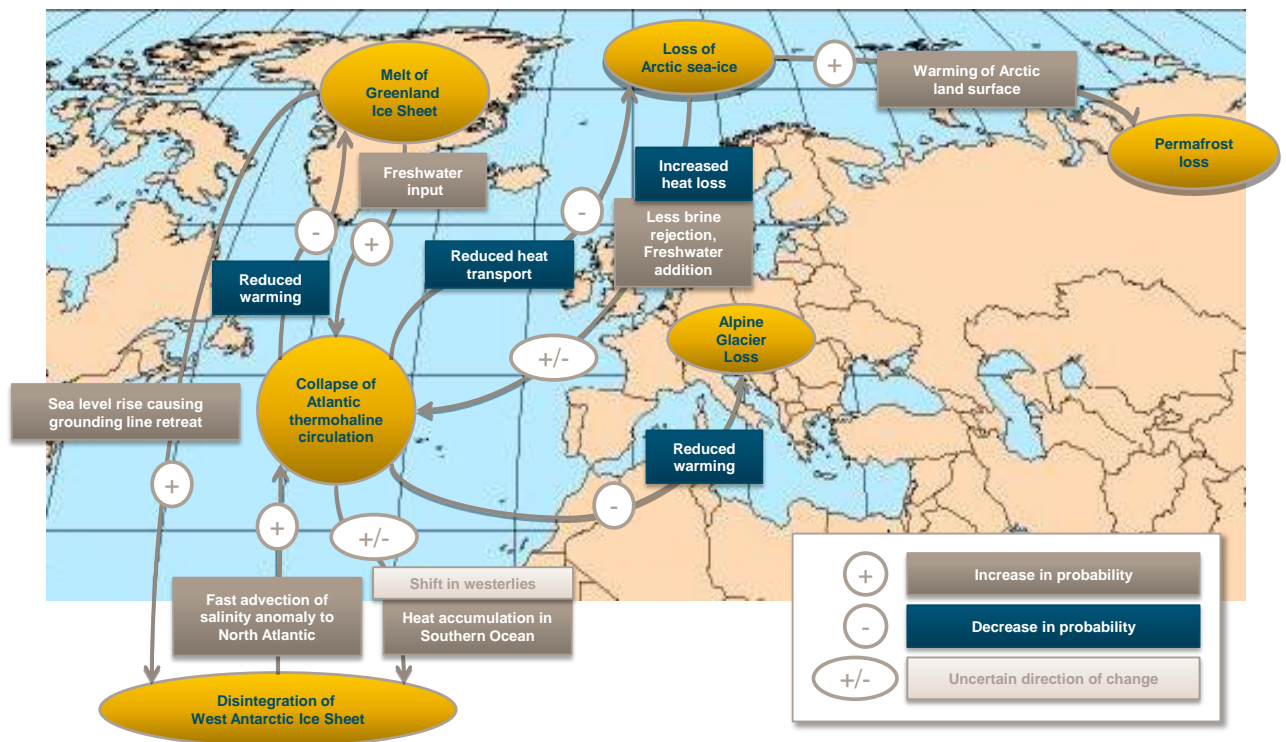 Loss of
Arctic sea-ice
+
Warming of Arctic
land surface
Melt of
Greenland
Ice Sheet
Permafrost
loss
Freshwater
input
Increased
heat loss
-
-
+
Less brine
rejection,
Freshwater
addition
Reduced heat
transport
Reduced
warming
Alpine
Glacier
Loss
+/-
Collapse of
Atlantic
thermohaline
circulation
Sea level rise causing
grounding line retreat
Reduced
warming
+
-
+
+/-
Shift in westerlies
Fast advection of
salinity anomaly to
North Atlantic
Heat accumulation in
Southern Ocean
Disintegration of
West Antarctic Ice Sheet
+
Increase in probability
-
Decrease in probability
+/-
Uncertain direction of change